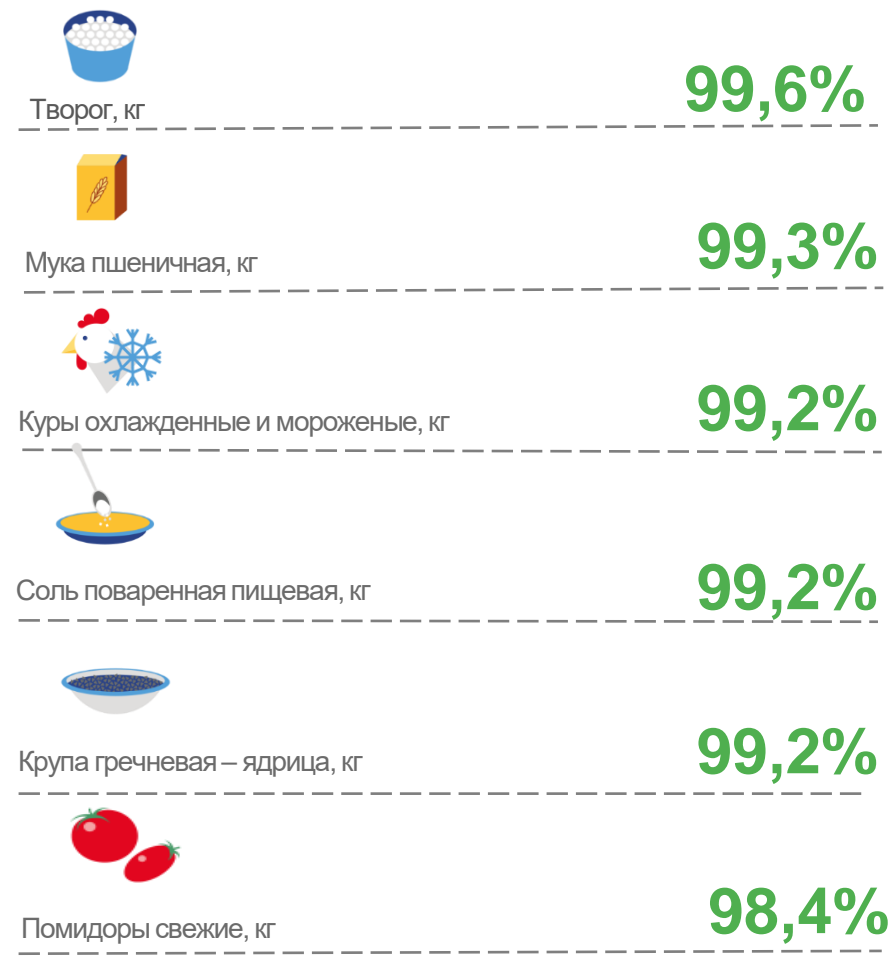 Творог, кг
99,6%
Мука пшеничная, кг
99,3%
Куры охлажденные и мороженые, кг
99,2%
Соль поваренная пищевая, кг
99,2%
Крупа гречневая – ядрица, кг
99,2%
Помидоры свежие, кг
98,4%